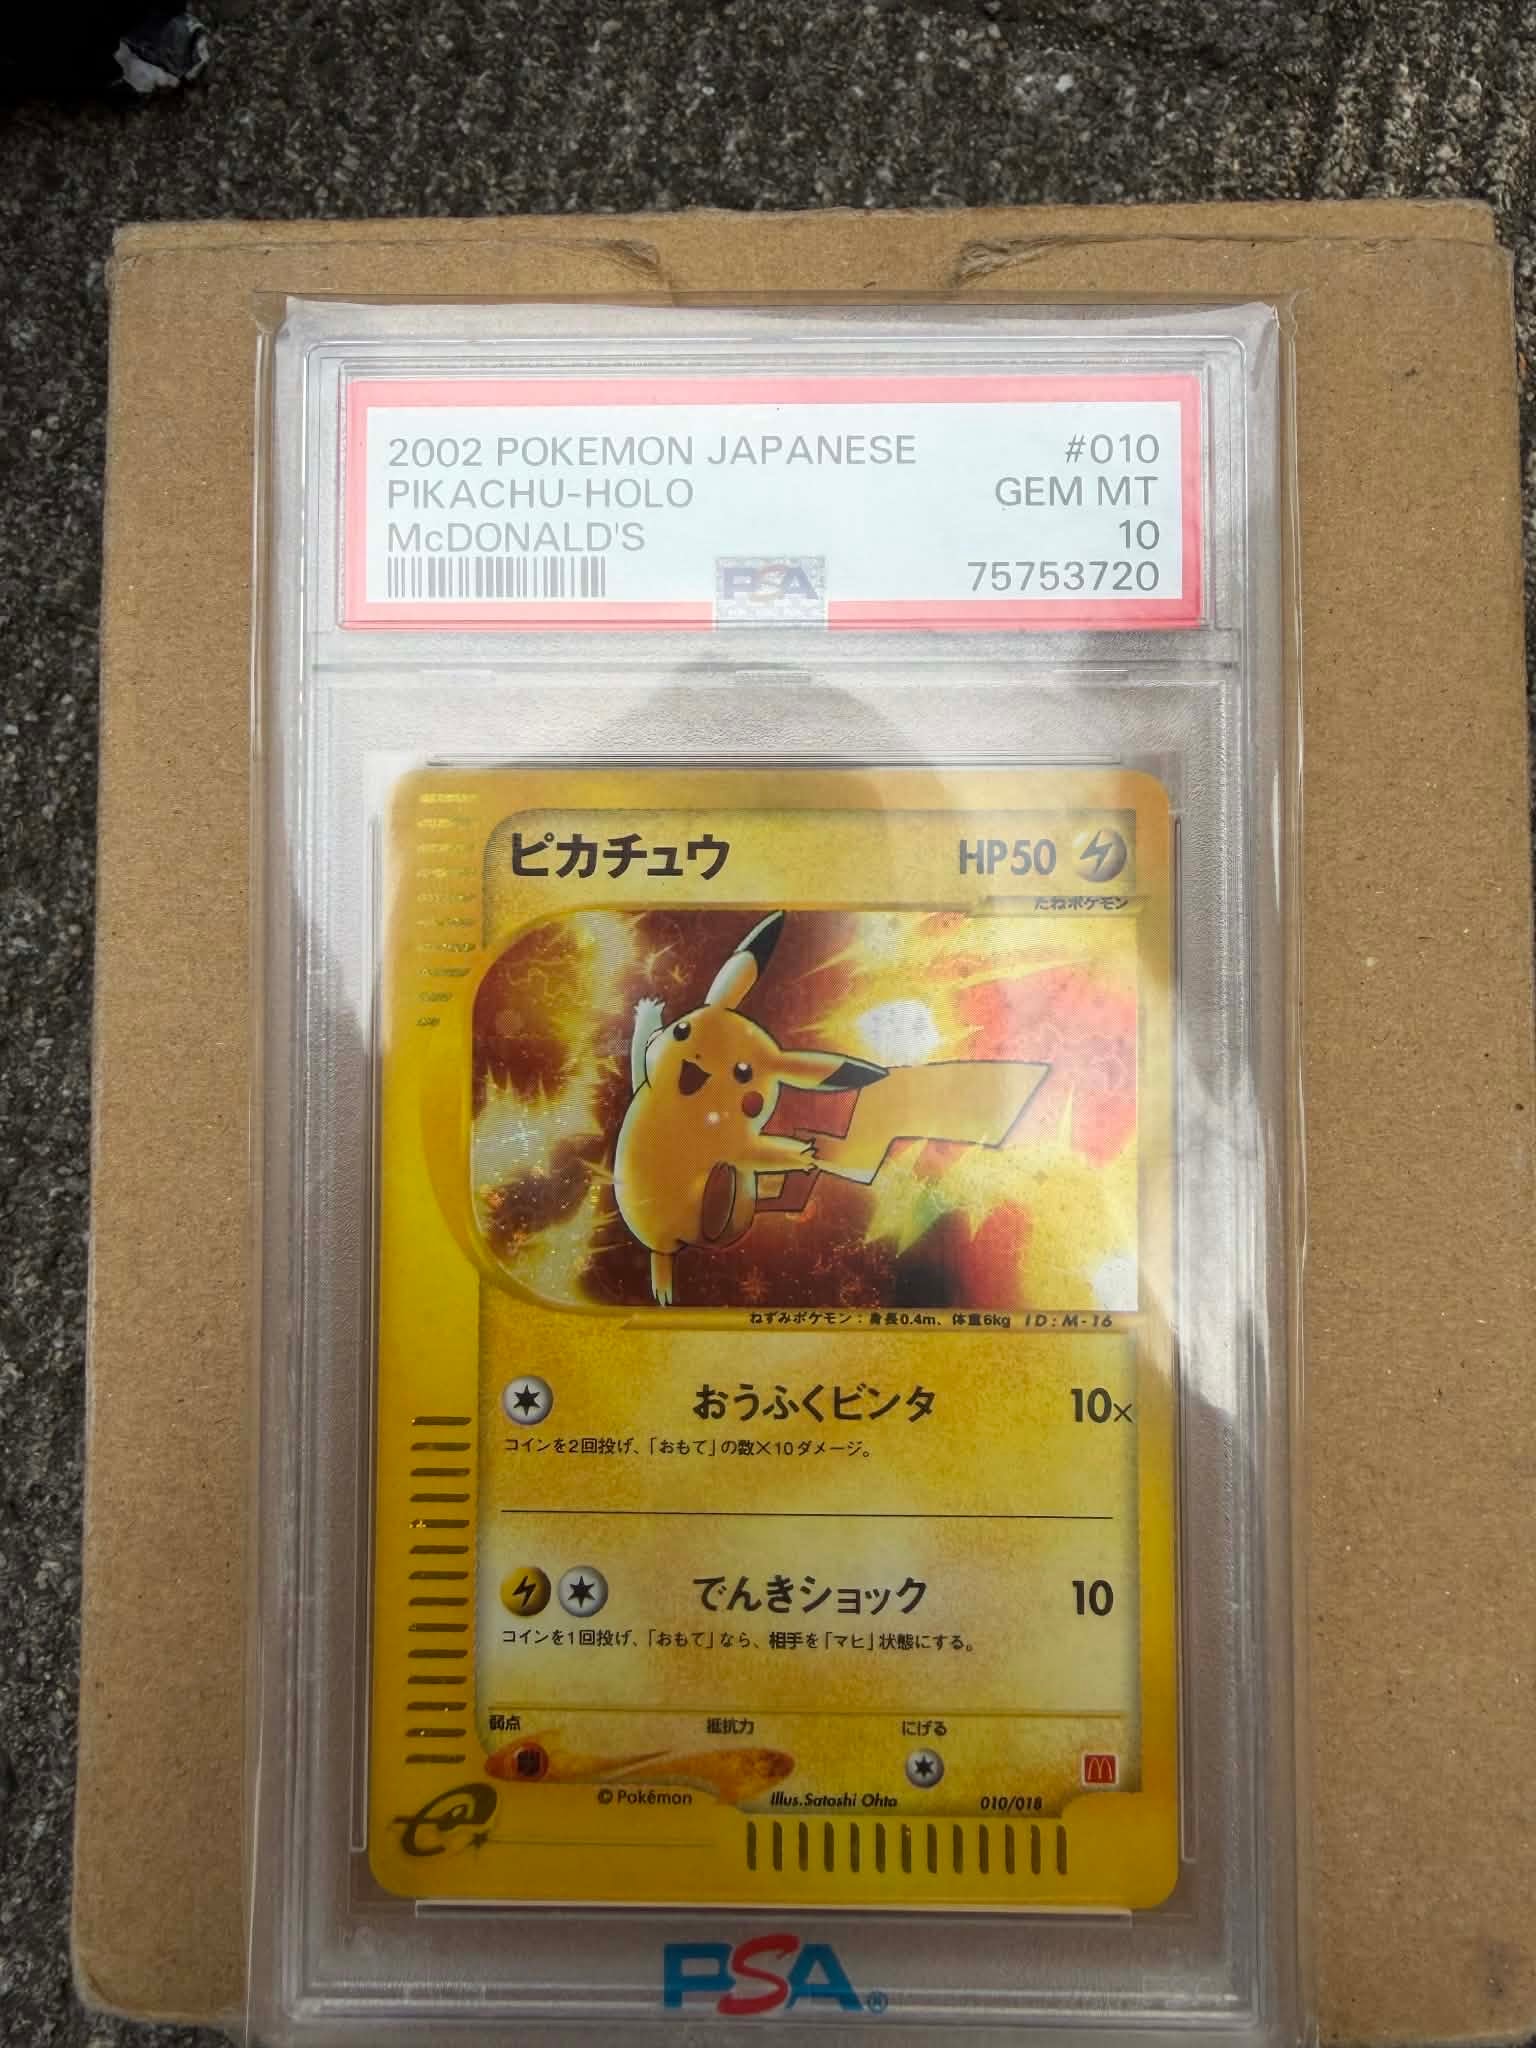 2002 POKEMON JAPANESE #010
PIKACHU-HOLO GEM MT
McDONALD'S 10
PSA 75753720
ピカチュウ HP50
たねポケモン
ねずみポケモン：身長0.4m、体重6kg ID:M-16
おうふくビンタ 10×
コインを2回投げ、「おもて」の数×10ダメージ。
でんきショック 10
コインを1回投げ、「おもて」なら、相手を「マヒ」状態にする。
弱点 抵抗力 にげる
©Pokémon Illus.Satoshi Ohta 010/018
e
PSA®